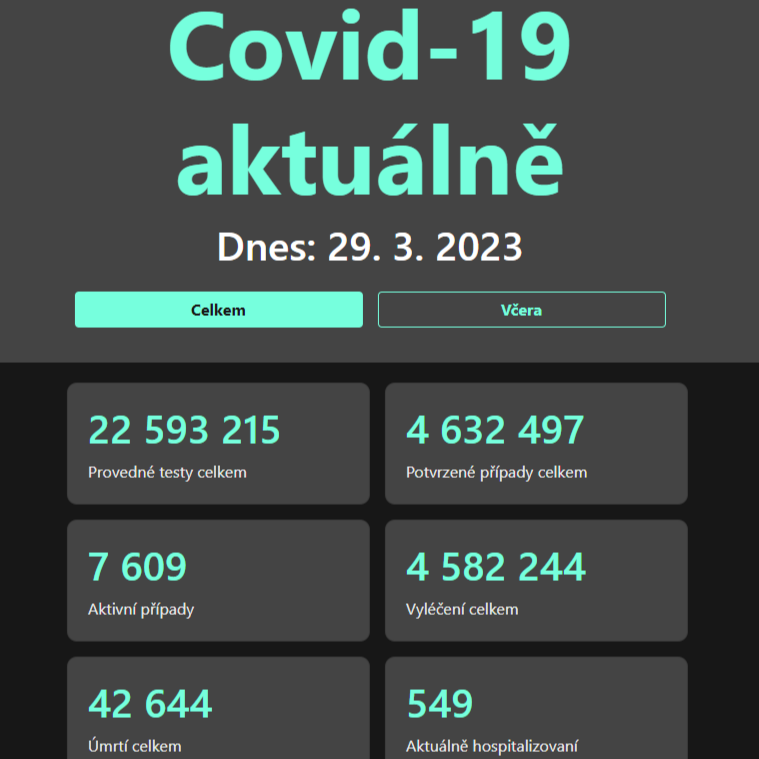 Covid-19
aktuálně
Dnes: 29. 3. 2023
Celkem
Včera
22 593 215
Provedné testy celkem
4 632 497
Potvrzené případy celkem
7 609
Aktivní případy
4 582 244
Vyléčení celkem
42 644
Úmrtí celkem
549
Aktuálně hospitalizovaní